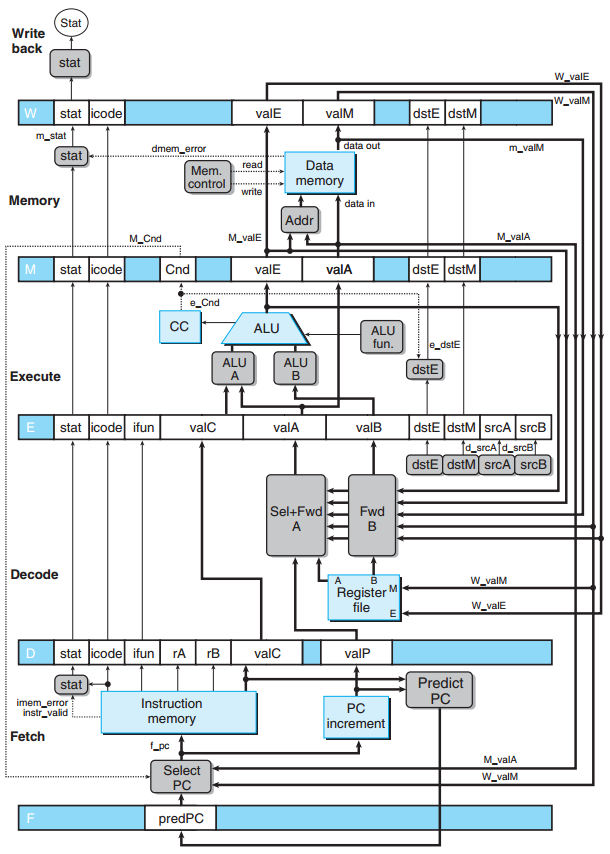 Stat
Write
back
stat
W_valE
W stat icode valE valM dstE dstM
W_valM
m_stat
stat
dmem_error
data out
m_valM
Mem.
control
read
write
Data
memory
Memory
data in
Addr
M_Cnd
M_valE
M_valA
M stat icode Cnd valE valA dstE dstM
e_Cnd
CC
ALU
ALU
fun.
e_dstE
ALU
A
ALU
B
dstE
Execute
E stat icode ifun valC valA valB dstE dstM srcA srcB
d_srcA d_srcB
dstE dstM srcA srcB
Sel+Fwd
A
Fwd
B
Decode
A B
M
Register
file
E
W_valM
W_valE
D stat icode ifun rA rB valC valP
stat
Predict
PC
imem_error
instr_valid
Instruction
memory
PC
increment
Fetch
f_pc
Select
PC
M_valA
W_valM
F predPC